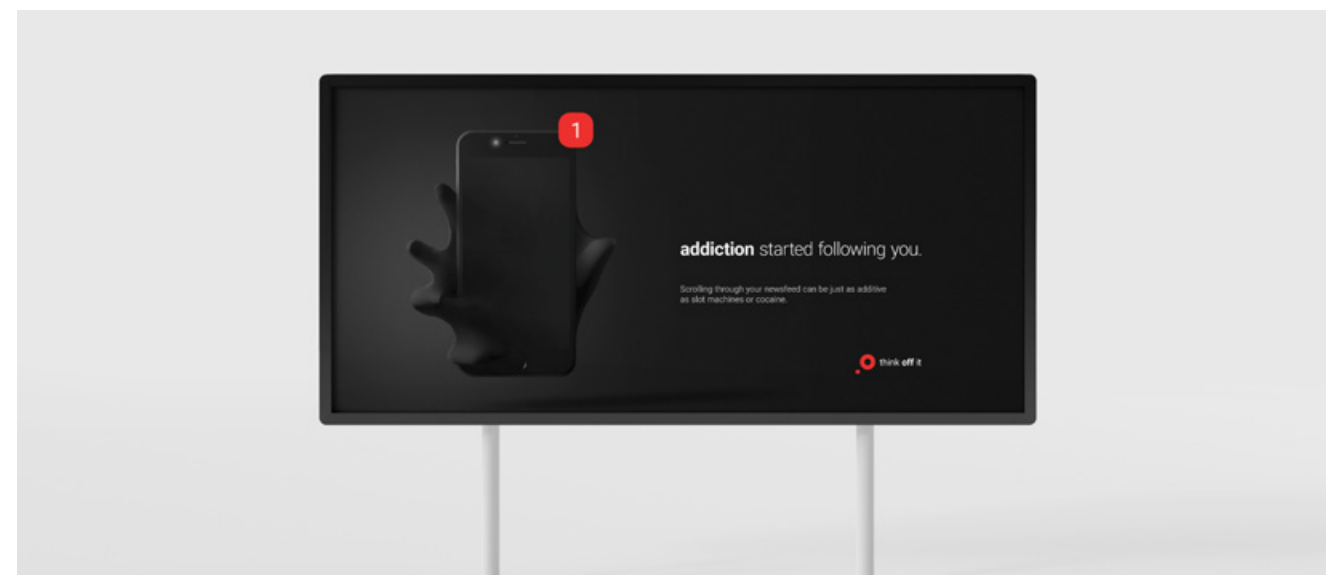 1
addiction started following you.
Scrolling through your newsfeed can be just as additive
as slot machines or cocaine.
think off it